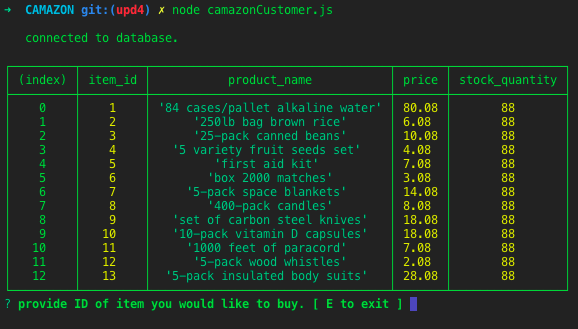 ➜ CAMAZON git:(upd4) ✗ node camazonCustomer.js
connected to database.
(index) item_id product_name price stock_quantity
0 1 '84 cases/pallet alkaline water' 80.08 88
1 2 '250lb bag brown rice' 6.08 88
2 3 '25-pack canned beans' 10.08 88
3 4 '5 variety fruit seeds set' 4.08 88
4 5 'first aid kit' 7.08 88
5 6 'box 2000 matches' 3.08 88
6 7 '5-pack space blankets' 14.08 88
7 8 '400-pack candles' 8.08 88
8 9 'set of carbon steel knives' 18.08 88
9 10 '10-pack vitamin D capsules' 18.08 88
10 11 '1000 feet of paracord' 7.08 88
11 12 '5-pack wood whistles' 2.08 88
12 13 '5-pack insulated body suits' 28.08 88
? provide ID of item you would like to buy. [ E to exit ]